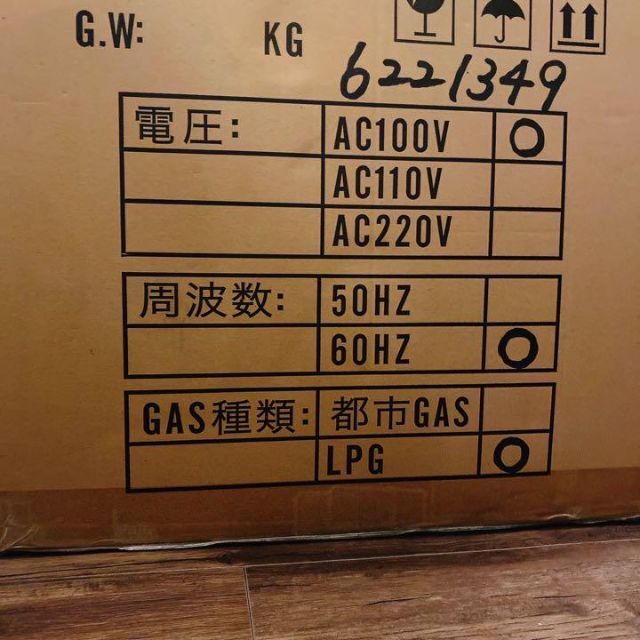 G.W: KG
6221349
電圧: AC100V O
AC110V
AC220V
周波数: 50HZ
60HZ O
GAS種類: 都市GAS
LPG O